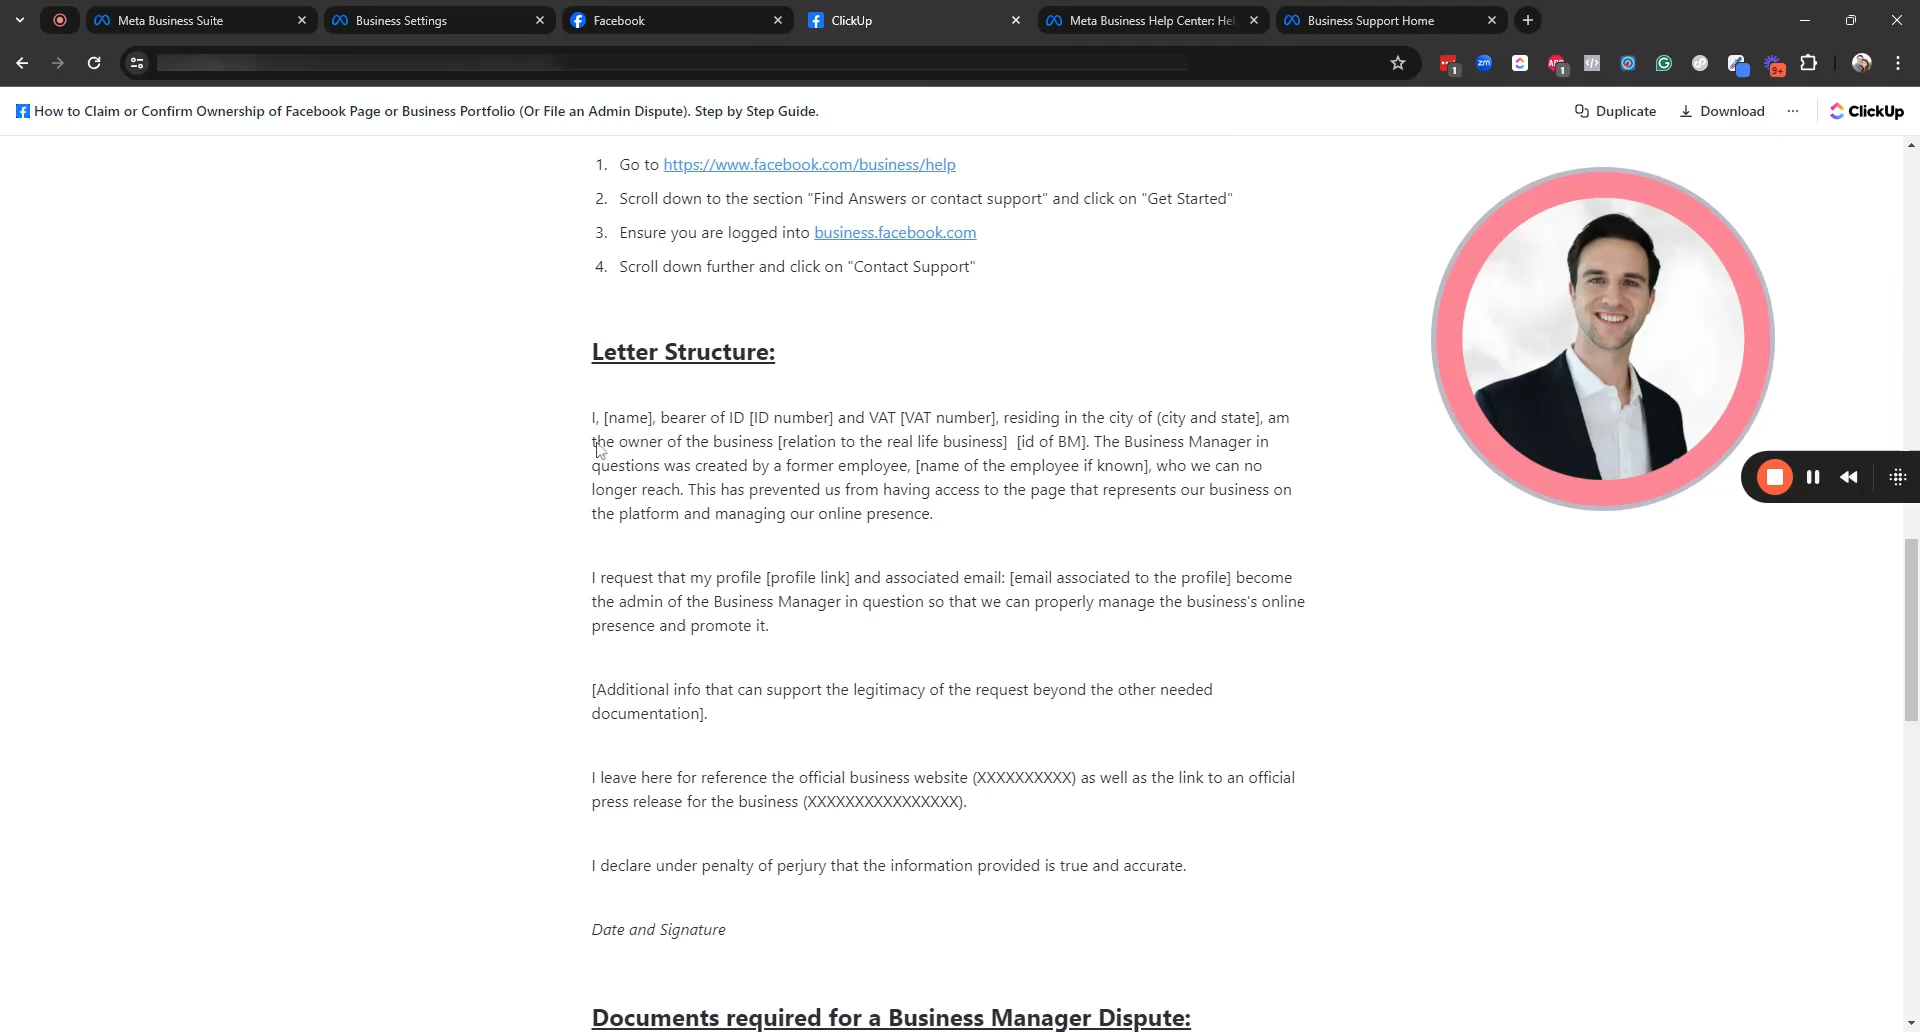 Meta Business Suite
Business Settings
Facebook
ClickUp
Meta Business Help Center: Hel
Business Support Home
1
zm
1
9+
How to Claim or Confirm Ownership of Facebook Page or Business Portfolio (Or File an Admin Dispute). Step by Step Guide.
Duplicate
Download
ClickUp
1. Go to https://www.facebook.com/business/help
2. Scroll down to the section "Find Answers or contact support" and click on "Get Started"
3. Ensure you are logged into business.facebook.com
4. Scroll down further and click on "Contact Support"
Letter Structure:
I, [name], bearer of ID [ID number] and VAT [VAT number], residing in the city of (city and state], am
the owner of the business [relation to the real life business] [id of BM]. The Business Manager in
questions was created by a former employee, [name of the employee if known], who we can no
longer reach. This has prevented us from having access to the page that represents our business on
the platform and managing our online presence.
I request that my profile [profile link] and associated email: [email associated to the profile] become
the admin of the Business Manager in question so that we can properly manage the business's online
presence and promote it.
[Additional info that can support the legitimacy of the request beyond the other needed
documentation].
I leave here for reference the official business website (XXXXXXXXXX) as well as the link to an official
press release for the business (XXXXXXXXXXXXXXXX).
I declare under penalty of perjury that the information provided is true and accurate.
Date and Signature
Documents required for a Business Manager Dispute: